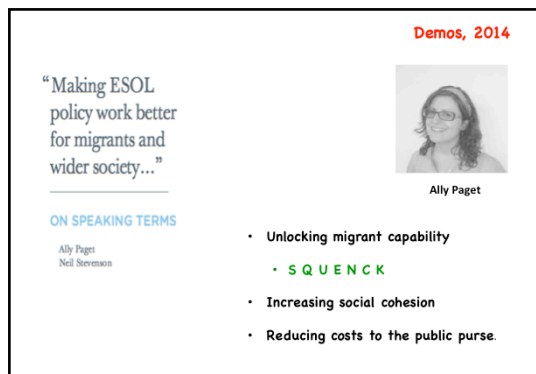 Demos, 2014
“Making ESOL
policy work better
for migrants and
wider society…”
ON SPEAKING TERMS
Ally Paget
Neil Stevenson
Ally Paget
• Unlocking migrant capability
• S Q U E N C K
• Increasing social cohesion
• Reducing costs to the public purse.